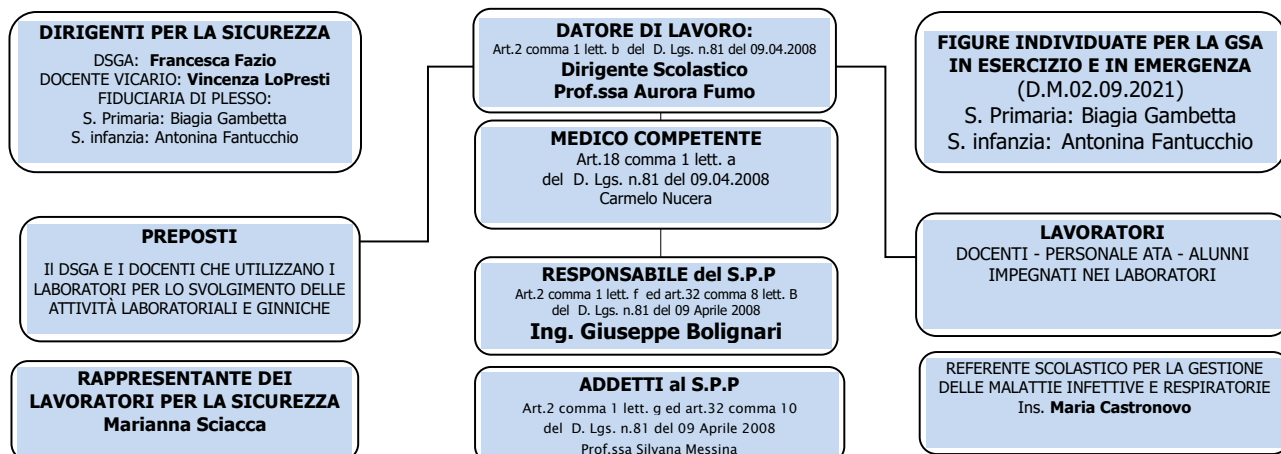 DIRIGENTI PER LA SICUREZZA
DSGA: Francesca Fazio
DOCENTE VICARIO: Vincenza LoPresti
FIDUCIARIA DI PLESSO:
S. Primaria: Biagia Gambetta
S. infanzia: Antonina Fantucchio
DATORE DI LAVORO:
Art.2 comma 1 lett. b del D. Lgs. n.81 del 09.04.2008
Dirigente Scolastico
Prof.ssa Aurora Fumo
FIGURE INDIVIDUATE PER LA GSA
IN ESERCIZIO E IN EMERGENZA
(D.M.02.09.2021)
S. Primaria: Biagia Gambetta
S. infanzia: Antonina Fantucchio
MEDICO COMPETENTE
Art.18 comma 1 lett. a
del D. Lgs. n.81 del 09.04.2008
Carmelo Nucera
PREPOSTI
Il DSGA E I DOCENTI CHE UTILIZZANO I
LABORATORI PER LO SVOLGIMENTO DELLE
ATTIVITÀ LABORATORIALI E GINNICHE
RESPONSABILE del S.P.P
Art.2 comma 1 lett. f ed art.32 comma 8 lett. B
del D. Lgs. n.81 del 09 Aprile 2008
Ing. Giuseppe Bolignari
LAVORATORI
DOCENTI - PERSONALE ATA - ALUNNI
IMPEGNATI NEI LABORATORI
RAPPRESENTANTE DEI
LAVORATORI PER LA SICUREZZA
Marianna Sciacca
ADDETTI al S.P.P
Art.2 comma 1 lett. g ed art.32 comma 10
del D. Lgs. n.81 del 09 Aprile 2008
Prof.ssa Silvana Messina
REFERENTE SCOLASTICO PER LA GESTIONE
DELLE MALATTIE INFETTIVE E RESPIRATORIE
Ins. Maria Castronovo